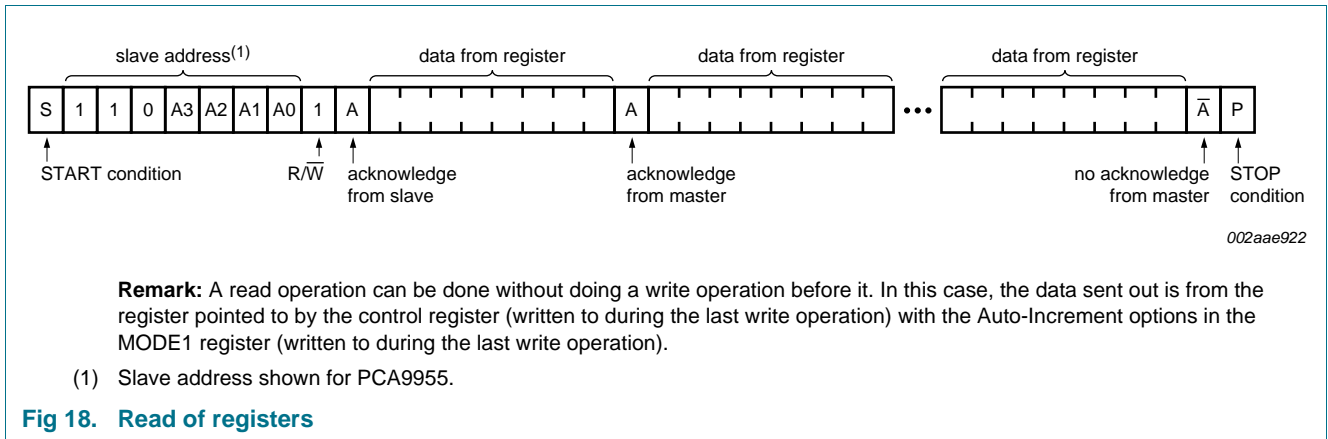 slave address(1) data from register data from register data from register
S 1 1 0 A3 A2 A1 A0 1 A A ••• A̅ P
START condition R/W̅ acknowledge from slave acknowledge from master no acknowledge from master STOP condition
002aae922
Remark: A read operation can be done without doing a write operation before it. In this case, the data sent out is from the
register pointed to by the control register (written to during the last write operation) with the Auto-Increment options in the
MODE1 register (written to during the last write operation).
(1) Slave address shown for PCA9955.
Fig 18. Read of registers